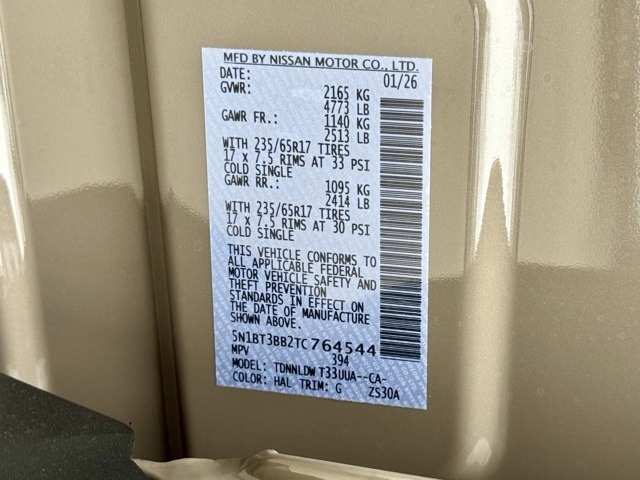 MFD BY NISSAN MOTOR CO., LTD.
DATE: 01/26
GVWR: 2165 KG
4773 LB
GAWR FR.: 1140 KG
2513 LB
WITH 235/65R17 TIRES
17 x 7.5 RIMS AT 33 PSI
COLD SINGLE
GAWR RR.: 1095 KG
2414 LB
WITH 235/65R17 TIRES
17 x 7.5 RIMS AT 30 PSI
COLD SINGLE
THIS VEHICLE CONFORMS TO
ALL APPLICABLE FEDERAL
MOTOR VEHICLE SAFETY AND
THEFT PREVENTION
STANDARDS IN EFFECT ON
THE DATE OF MANUFACTURE
SHOWN ABOVE.
5N1BT3BB2TC764544
MPV 394
MODEL: TDNNLDWT33UUA--CA-
COLOR: HAL TRIM: G ZS30A